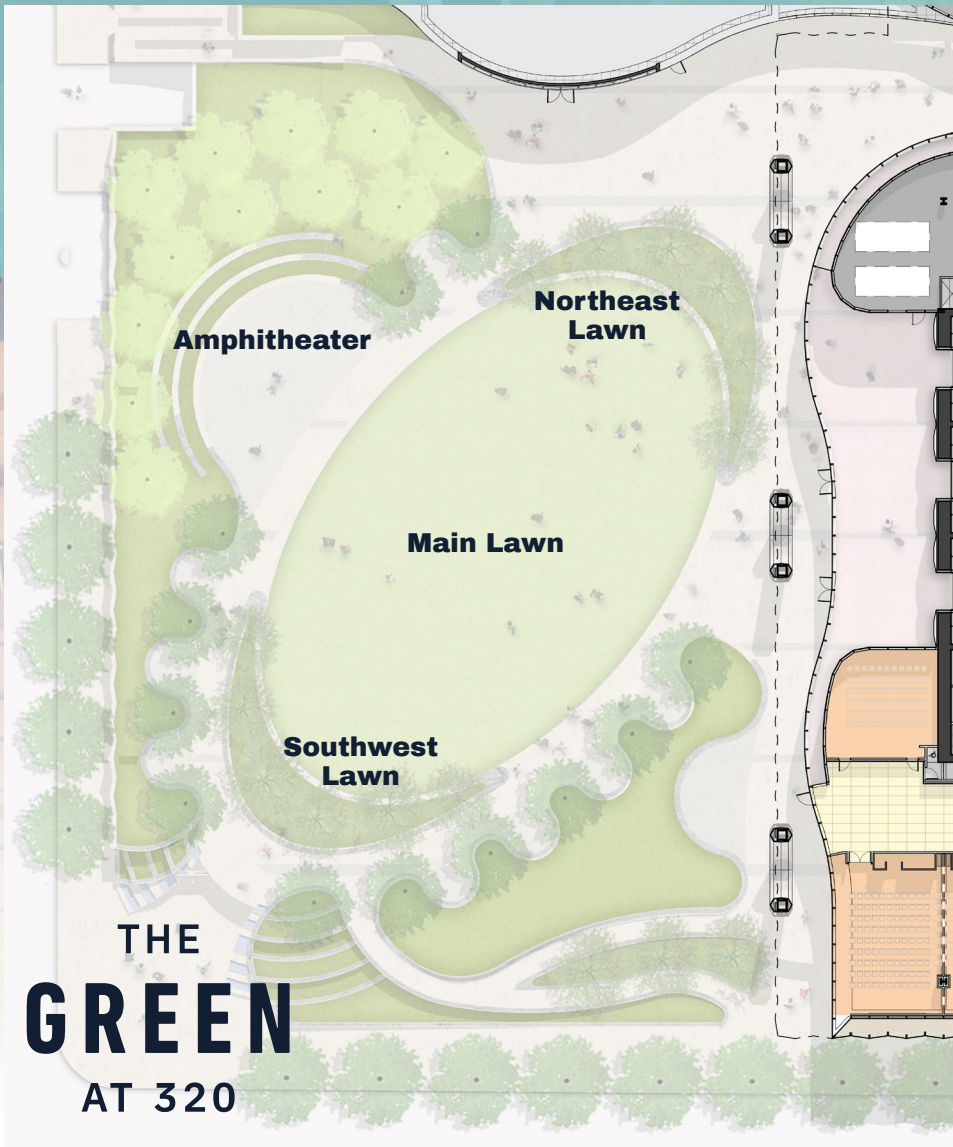 Northeast
Lawn
Amphitheater
Main Lawn
Southwest
Lawn
THE
GREEN
AT 320